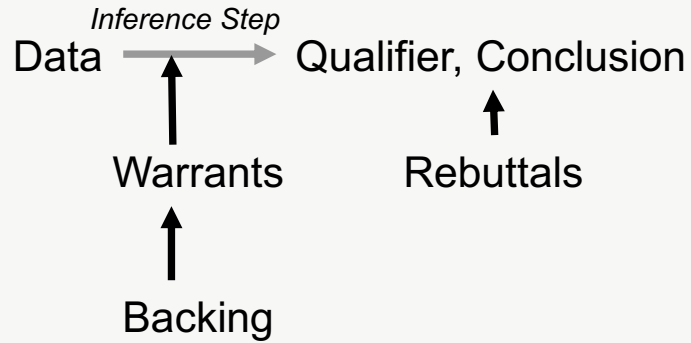 Inference Step
Data Qualifier, Conclusion
Warrants Rebuttals
Backing